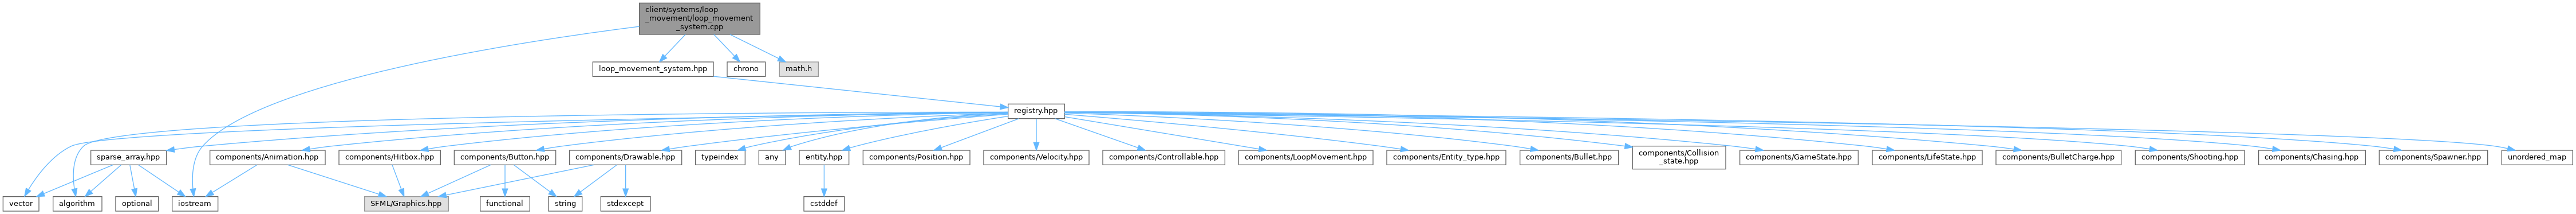 client/systems/loop
_movement/loop_movement
_system.cpp
loop_movement_system.hpp
chrono
math.h
registry.hpp
sparse_array.hpp
components/Animation.hpp
components/Hitbox.hpp
components/Button.hpp
components/Drawable.hpp
typeindex
any
entity.hpp
components/Position.hpp
components/Velocity.hpp
components/Controllable.hpp
components/LoopMovement.hpp
components/Entity_type.hpp
components/Bullet.hpp
components/Collision
_state.hpp
components/GameState.hpp
components/LifeState.hpp
components/BulletCharge.hpp
components/Shooting.hpp
components/Chasing.hpp
components/Spawner.hpp
unordered_map
vector
algorithm
optional
iostream
SFML/Graphics.hpp
functional
string
stdexcept
cstddef